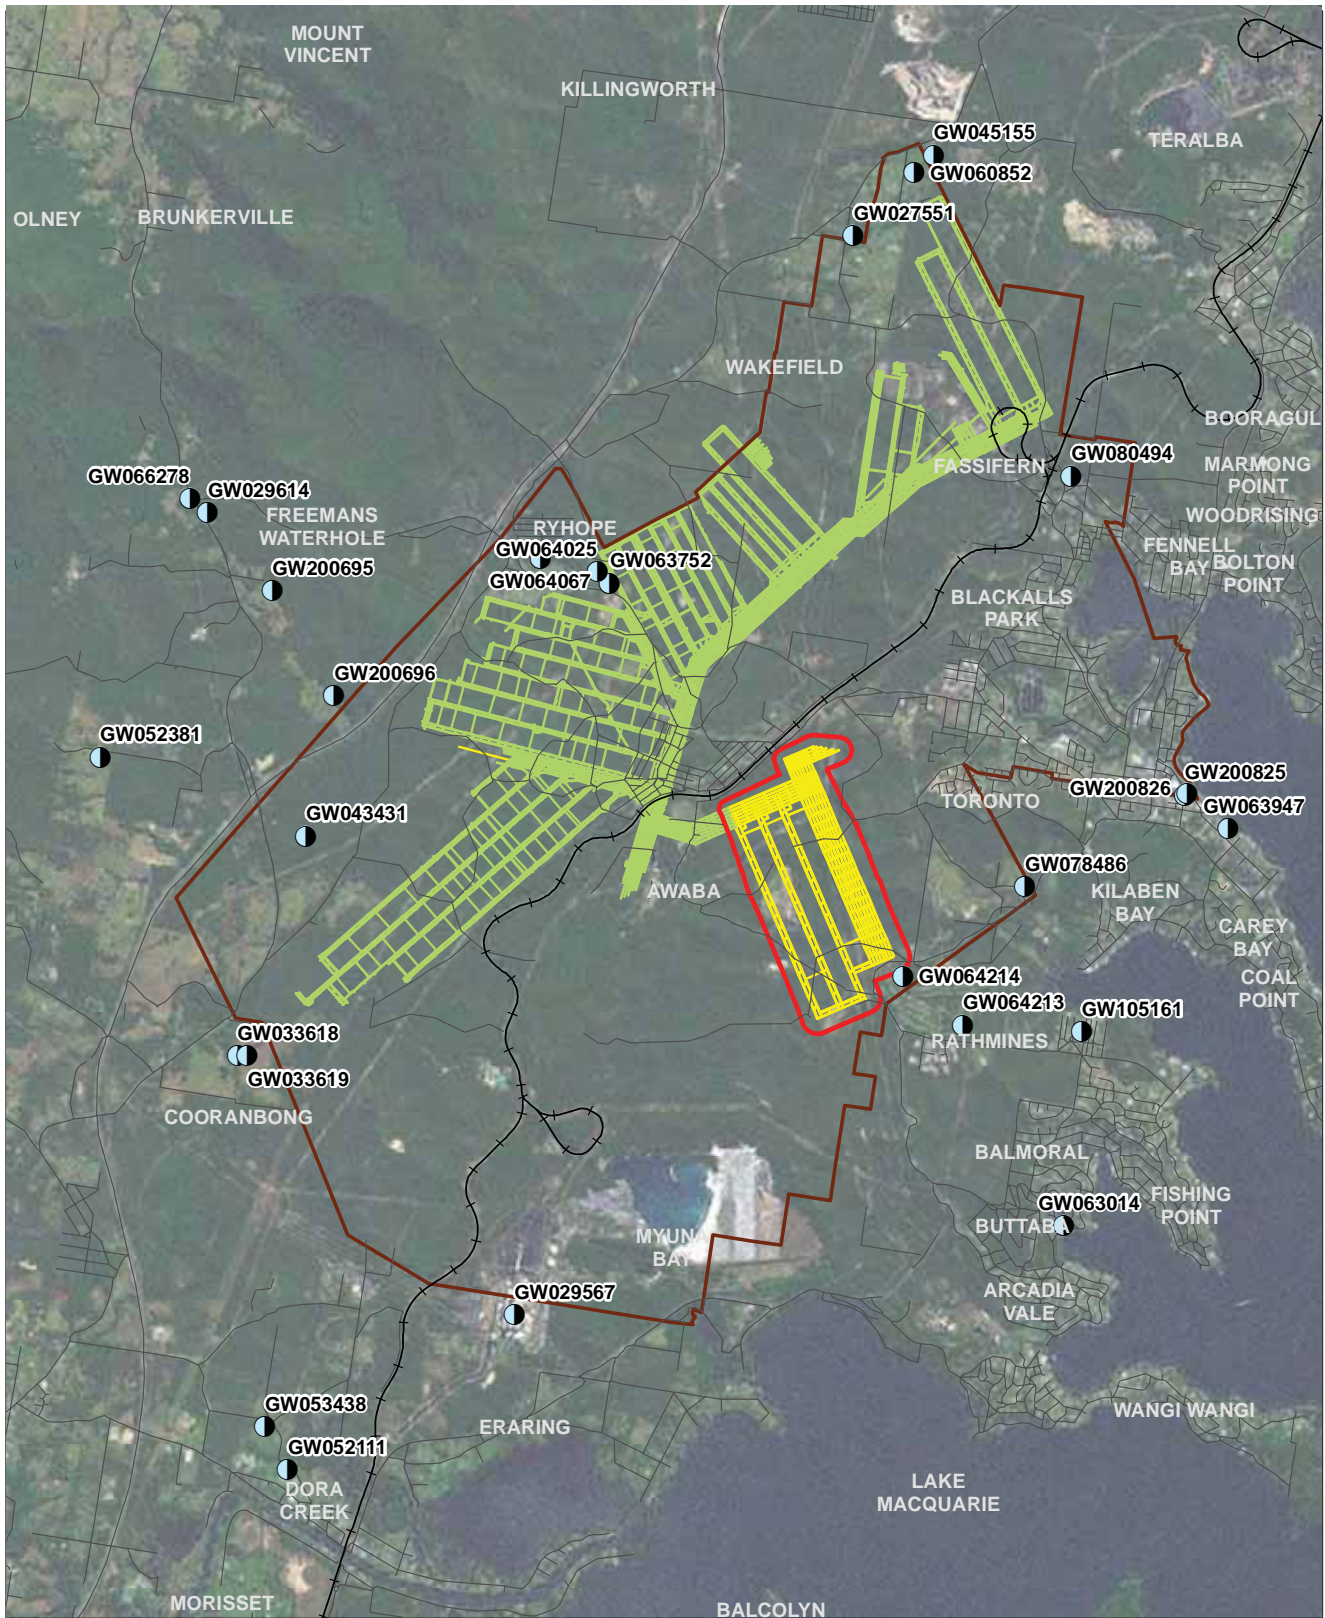 MOUNT
VINCENT
KILLINGWORTH
GW045155
TERALBA
GW060852
OLNEY
BRUNKERVILLE
GW027551
WAKEFIELD
BOORAGUL
GW080494
FASSIFERN
MARMONG
POINT
GW066278
GW029614
FREEMANS
WATERHOLE
WOODRISING
RYHOPE
GW064025
GW063752
FENNELL
BAY
BOLTON
POINT
GW200695
GW064067
BLACKALLS
PARK
GW200696
GW052381
GW200825
GW200826
TORONTO
GW063947
GW043431
GW078486
AWABA
KILABEN
BAY
CAREY
BAY
GW064214
COAL
POINT
GW064213
GW105161
RATHMINES
GW033618
GW033619
COORANBONG
BALMORAL
FISHING
POINT
GW063014
BUTTABA
MYUNA
BAY
GW029567
ARCADIA
VALE
GW053438
WANGI WANGI
ERARING
GW052111
DORA
CREEK
LAKE
MACQUARIE
MORISSET
BALCOLYN